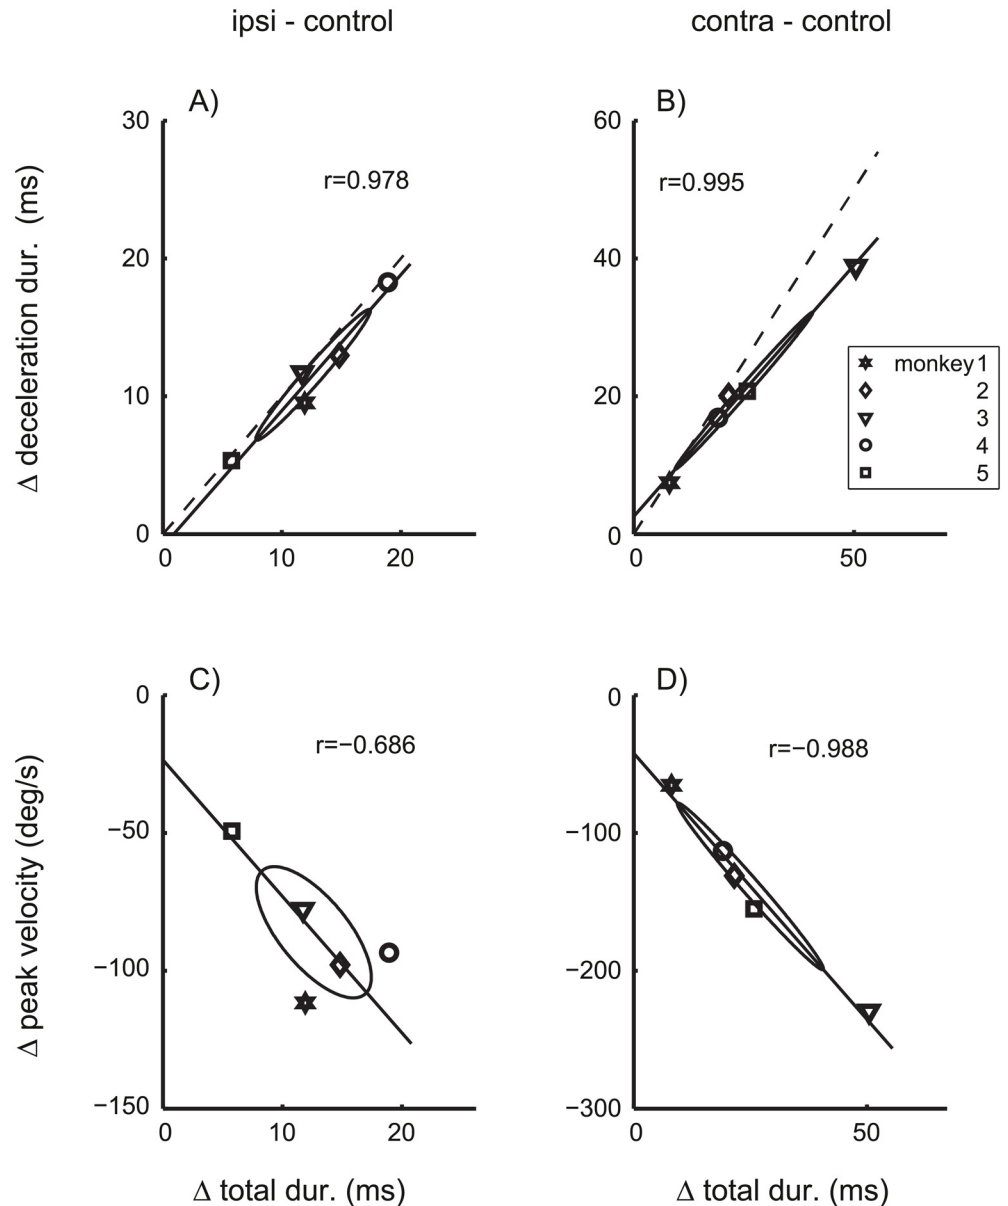 ipsi - control
contra - control
A)
B)
30
20
10
0
0
10
20
r=0.978
Δ deceleration dur. (ms)
60
40
20
0
0
50
r=0.995
monkey1
2
3
4
5
C)
D)
0
−50
−100
−150
0
10
20
r=−0.686
Δ peak velocity (deg/s)
0
−100
−200
−300
0
50
r=−0.988
Δ total dur. (ms)
Δ total dur. (ms)